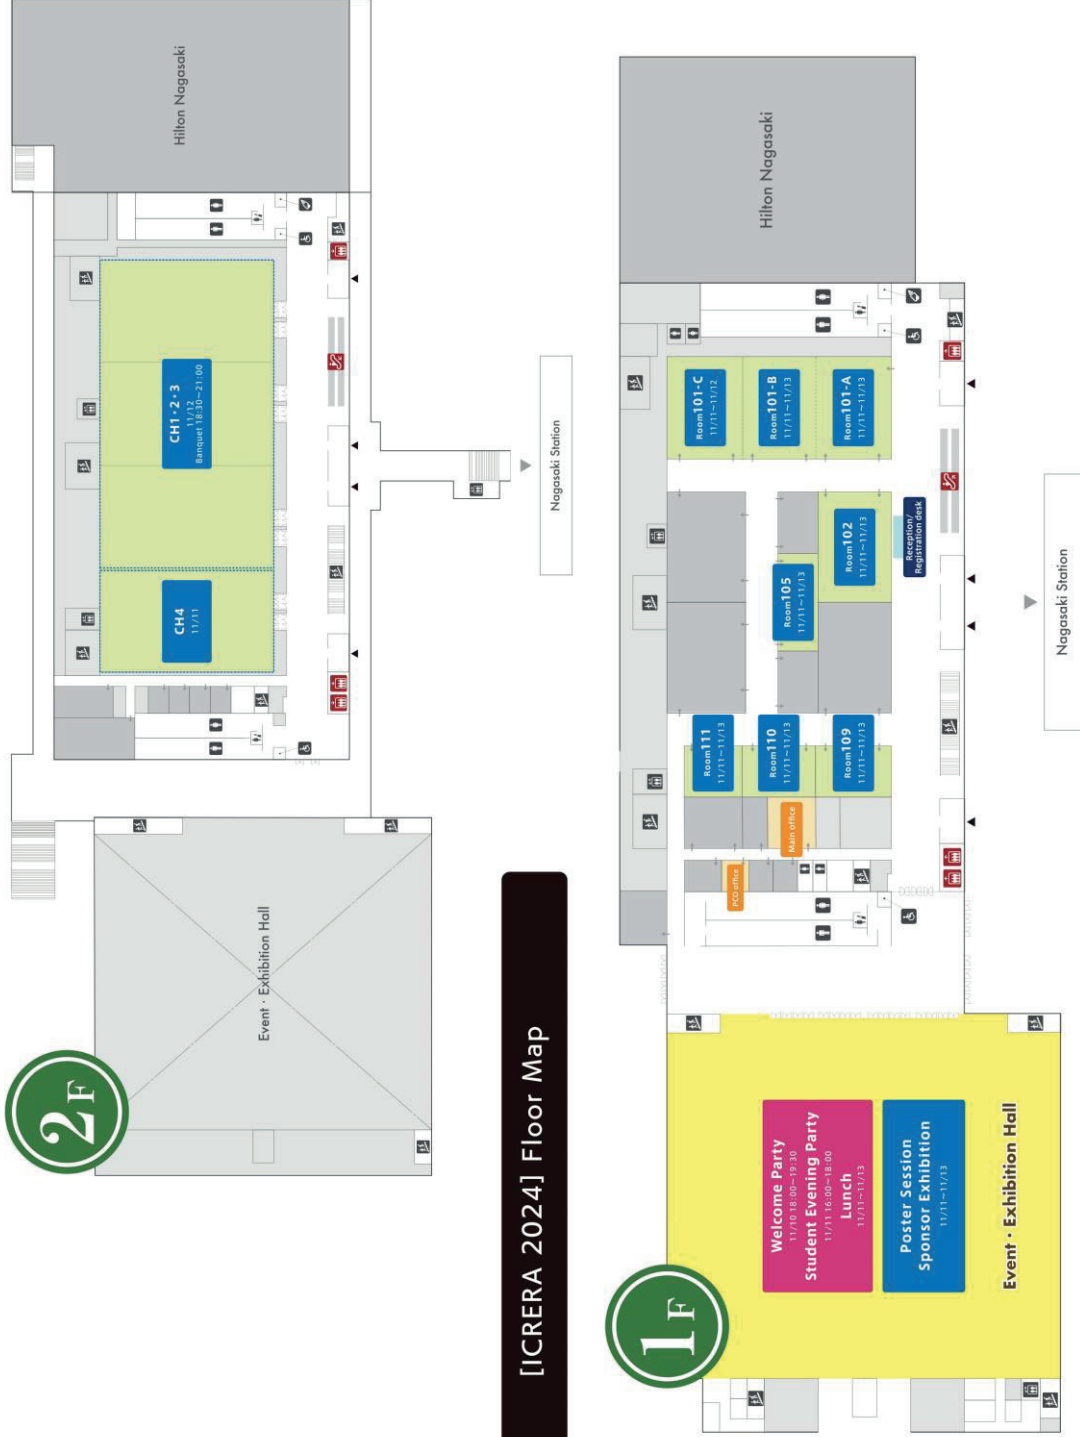 [ICRERA 2024] Floor Map
2F
Event・Exhibition Hall
CH4
11/11
CH1・2・3
11/12
Banquet 18:30~21:00
Hilton Nagasaki
Nagasaki Station
1F
Welcome Party
11/10 18:00~19:30
Student Evening Party
11/11 16:00~18:00
Lunch
11/11~11/13
Poster Session
Sponsor Exhibition
11/11~11/13
Event・Exhibition Hall
PCO office
Main office
Room111
11/11~11/13
Room110
11/11~11/13
Room109
11/11~11/13
Room105
11/11~11/13
Room102
11/11~11/13
Reception/
Registration desk
Room101-C
11/11~11/12
Room101-B
11/11~11/13
Room101-A
11/11~11/13
Hilton Nagasaki
Nagasaki Station